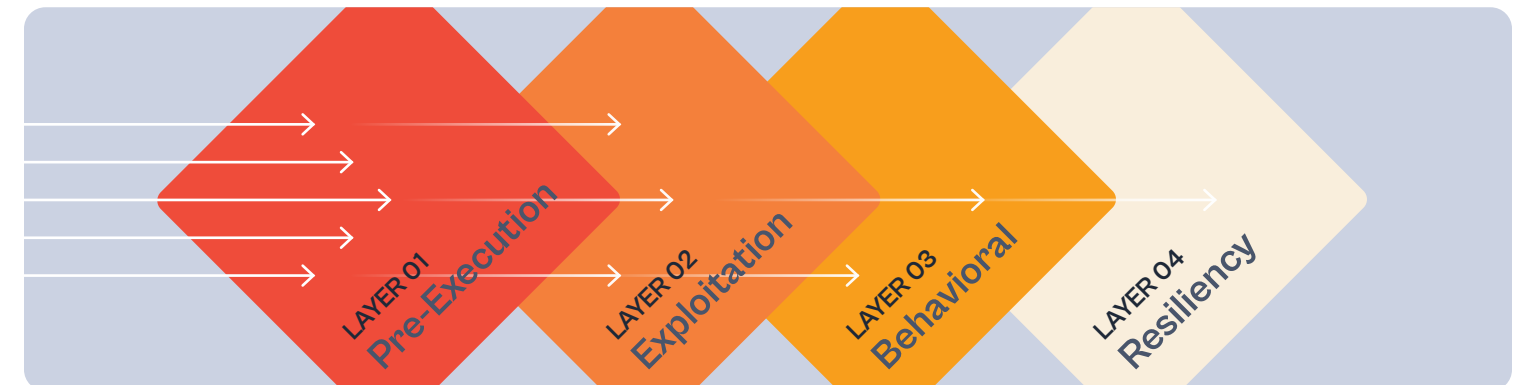 LAYER 01
Pre-Execution
LAYER 02
Exploitation
LAYER 03
Behavioral
LAYER 04
Resiliency